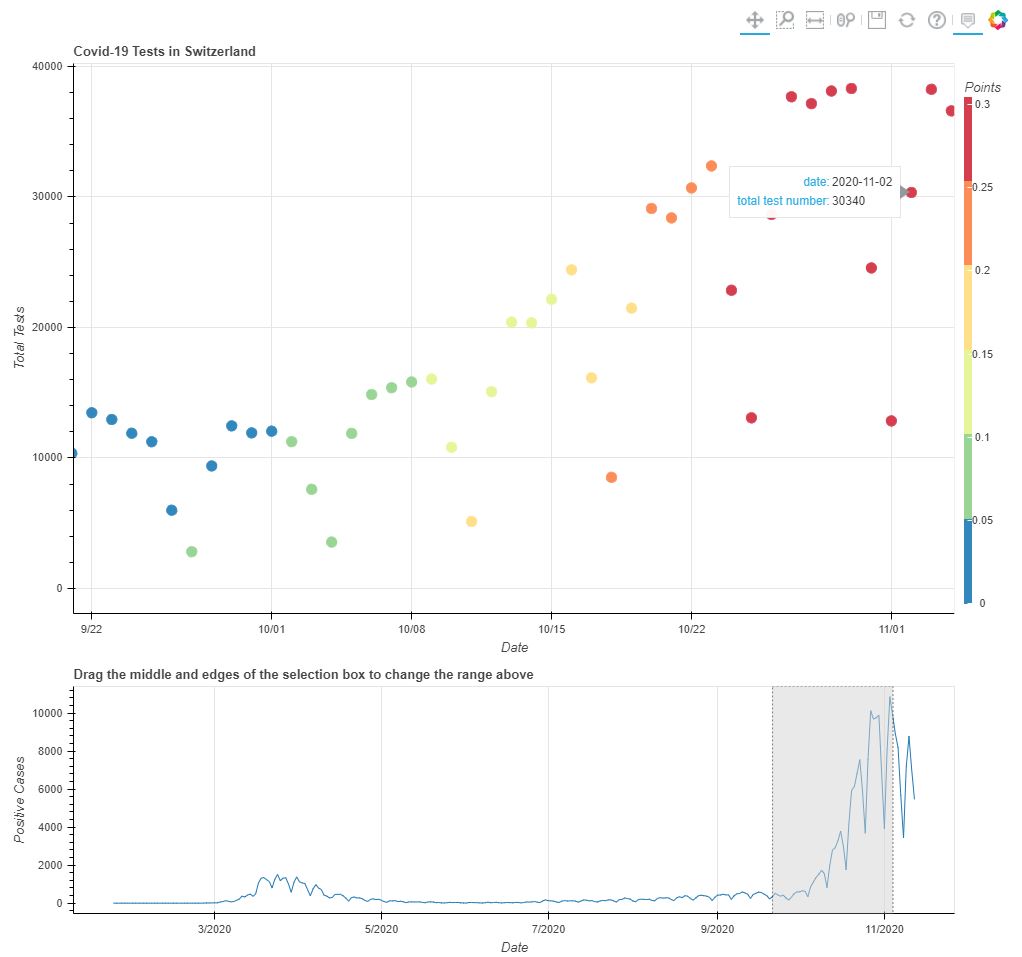 Covid-19 Tests in Switzerland
40000
30000
20000
10000
0
Total Tests
date: 2020-11-02
total test number: 30340
Points
0.3
0.25
0.2
0.15
0.1
0.05
0
9/22 10/01 10/08 10/15 10/22 11/01
Date
Drag the middle and edges of the selection box to change the range above
10000
8000
6000
4000
2000
0
Positive Cases
3/2020 5/2020 7/2020 9/2020 11/2020
Date